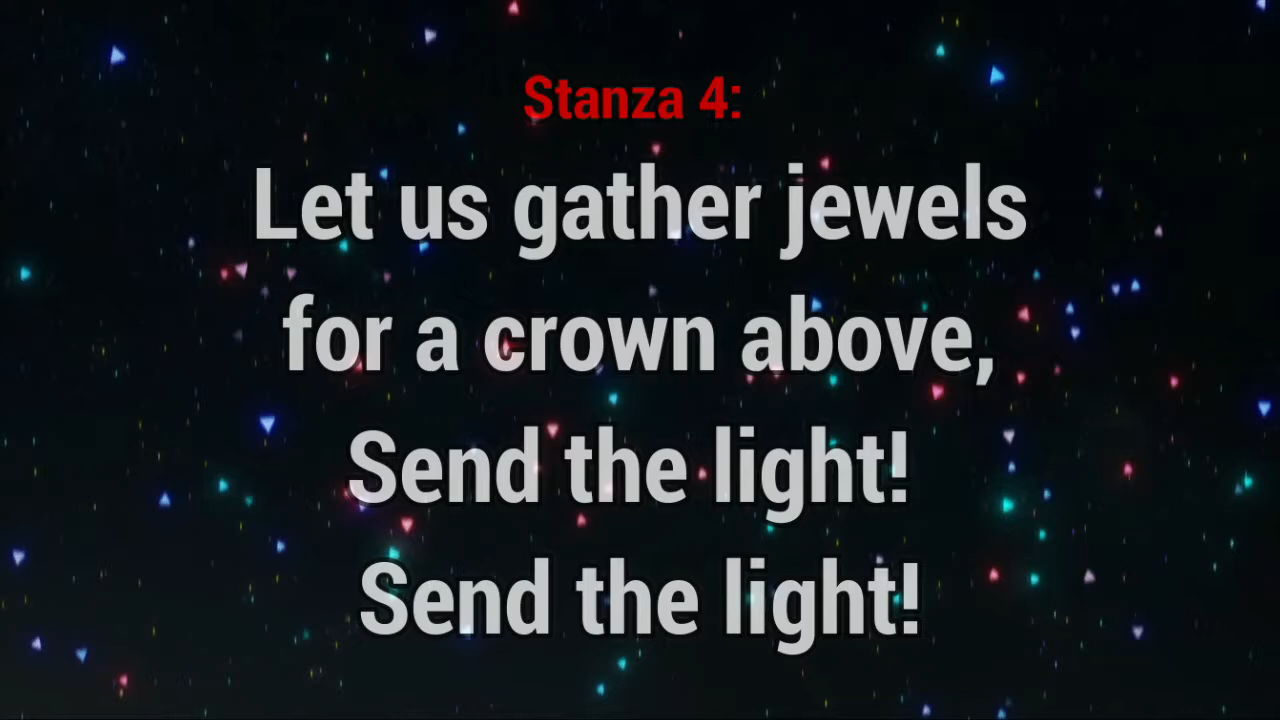 Stanza 4:
Let us gather jewels
for a crown above,
Send the light!
Send the light!